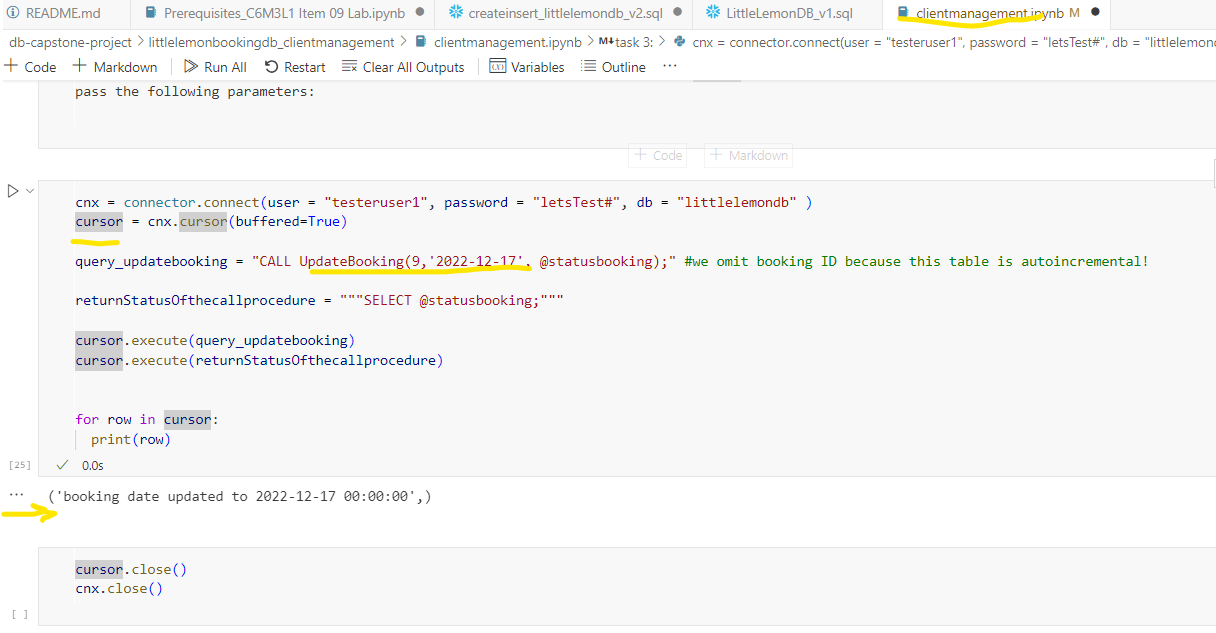 README.md Prerequisites_C6M3L1 Item 09 Lab.ipynb createinsert_littlelemondb_v2.sql LittleLemonDB_v1.sql clientmanagement.ipynb M
db-capstone-project > littlelemonbookingdb_clientmanagement > clientmanagement.ipynb > M↓task 3: > cnx = connector.connect(user = "testeruser1", password = "letsTest#", db = "littlelemond
+ Code + Markdown Run All Restart Clear All Outputs Variables Outline ...
pass the following parameters:
+ Code + Markdown
cnx = connector.connect(user = "testeruser1", password = "letsTest#", db = "littlelemondb" )
cursor = cnx.cursor(buffered=True)
query_updatebooking = "CALL UpdateBooking(9,'2022-12-17', @statusbooking);" #we omit booking ID because this table is autoincremental!
returnStatusOfthecallprocedure = """SELECT @statusbooking;"""
cursor.execute(query_updatebooking)
cursor.execute(returnStatusOfthecallprocedure)
for row in cursor:
print(row)
[25] ✓ 0.0s
... ('booking date updated to 2022-12-17 00:00:00',)
cursor.close()
cnx.close()
[ ]